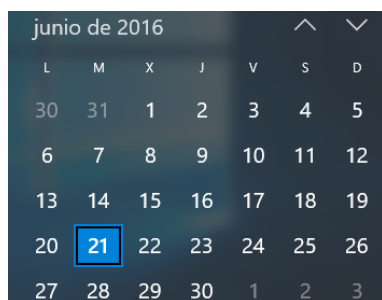 junio de 2016
L M X J V S D
30 31 1 2 3 4 5
6 7 8 9 10 11 12
13 14 15 16 17 18 19
20 21 22 23 24 25 26
27 28 29 30 1 2 3